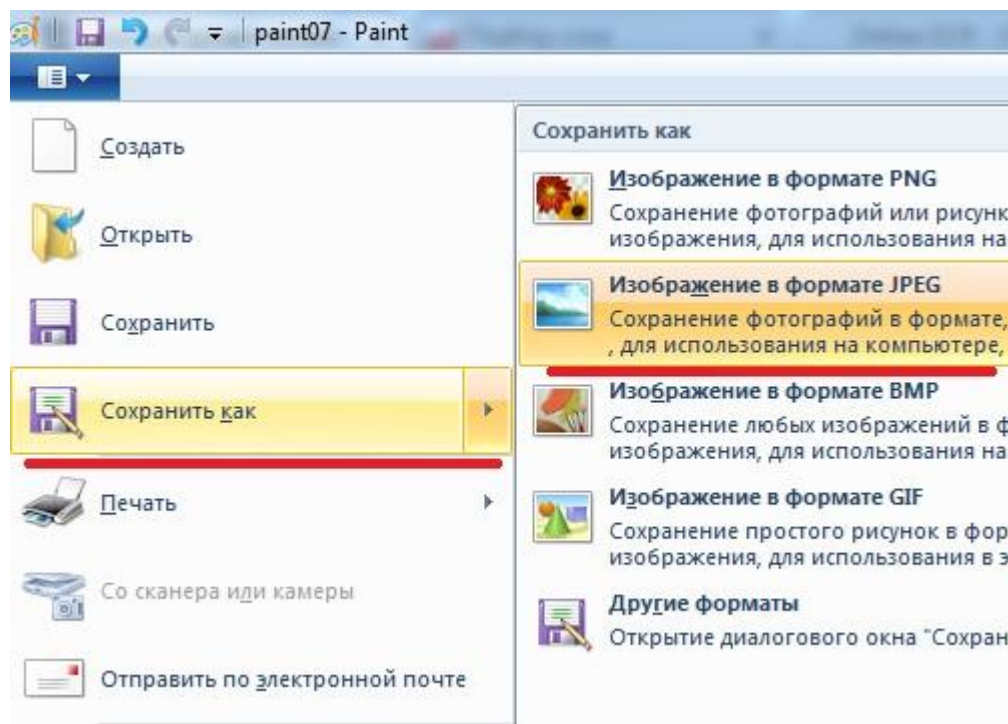 paint07 - Paint
Создать
Открыть
Сохранить
Сохранить как
Печать
Со сканера или камеры
Отправить по электронной почте
Сохранить как
Изображение в формате PNG
Сохранение фотографий или рисунк
изображения, для использования на
Изображение в формате JPEG
Сохранение фотографий в формате,
, для использования на компьютере,
Изображение в формате BMP
Сохранение любых изображений в ф
изображения, для использования на
Изображение в формате GIF
Сохранение простого рисунок в фор
изображения, для использования в э
Другие форматы
Открытие диалогового окна "Сохран